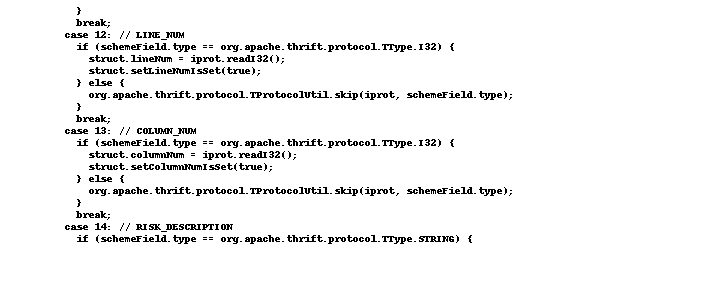 }
break;
case 12: // LINE_NUM
if (schemeField.type == org.apache.thrift.protocol.TType.I32) {
struct.lineNum = iprot.readI32();
struct.setLineNumIsSet(true);
} else {
org.apache.thrift.protocol.TProtocolUtil.skip(iprot, schemeField.type);
}
break;
case 13: // COLUMN_NUM
if (schemeField.type == org.apache.thrift.protocol.TType.I32) {
struct.columnNum = iprot.readI32();
struct.setColumnNumIsSet(true);
} else {
org.apache.thrift.protocol.TProtocolUtil.skip(iprot, schemeField.type);
}
break;
case 14: // RISK_DESCRIPTION
if (schemeField.type == org.apache.thrift.protocol.TType.STRING) {